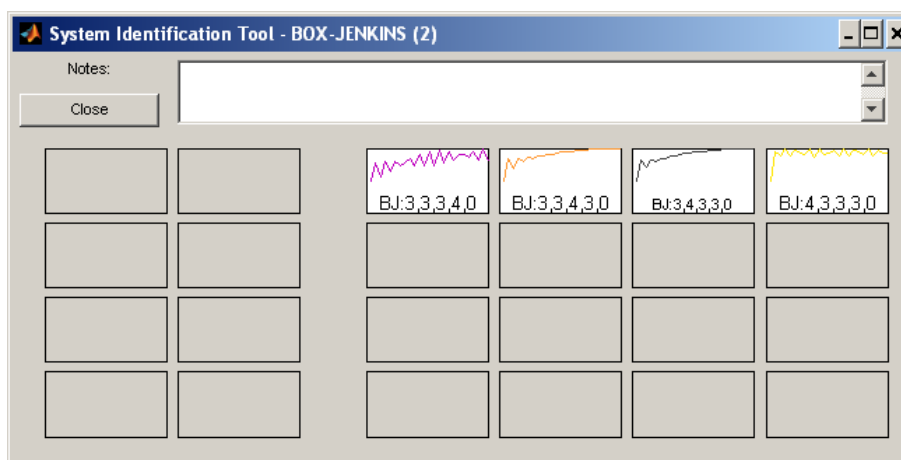 System Identification Tool - BOX-JENKINS (2)
Notes:
Close
BJ:3,3,3,4,0
BJ:3,3,4,3,0
BJ:3,4,3,3,0
BJ:4,3,3,3,0